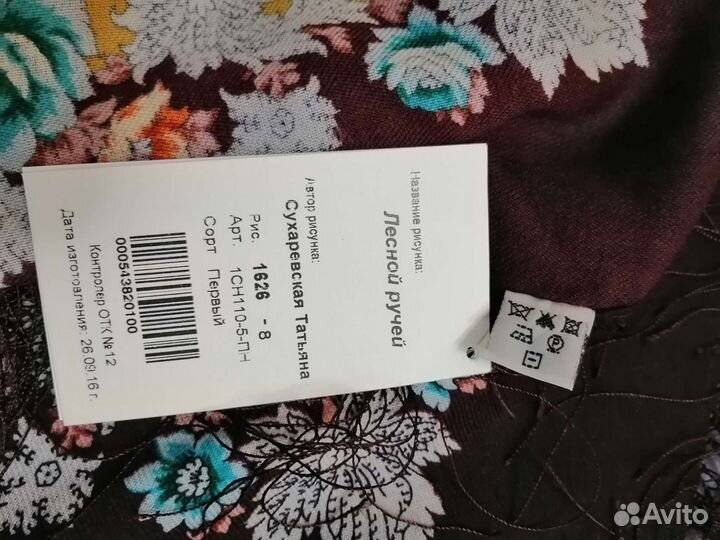 Название рисунка:
Лесной ручей
Автор рисунка:
Сухаревская Татьяна
Рис. 1626 - 8
Арт. 1СН110-5-ПН
Сорт Первый
000543820100
Контролер ОТК №12
Дата изготовления: 26.09.16 г.
Avito